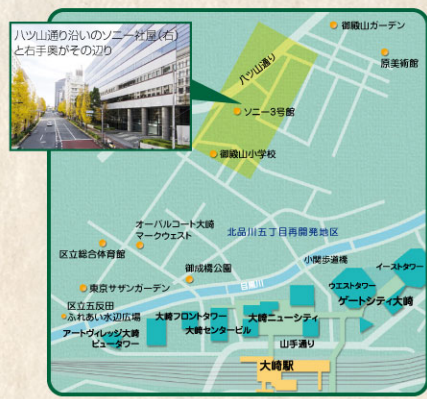 八ツ山通り沿いのソニー社屋(右)
と右手奥がその辺り
御殿山ガーデン
八ツ山通り
原美術館
ソニー3号館
御殿山小学校
オーバルコート大崎
マークウェスト
北品川五丁目再開発地区
区立総合体育館
小関歩道橋
御成橋公園
イーストタワー
目黒川
ウエストタワー
東京サザンガーデン
ゲートシティ大崎
区立五反田
ふれあい水辺広場
大崎フロントタワー
大崎ニューシティ
アートヴィレッジ大崎
ビュータワー
大崎センタービル
山手通り
大崎駅